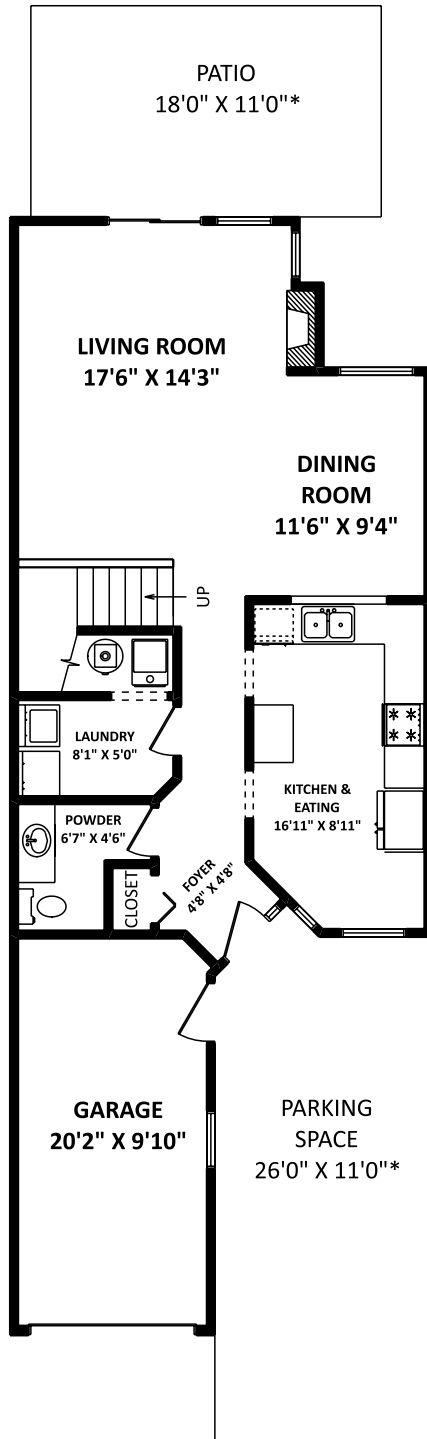 PATIO
18'0" X 11'0"*
LIVING ROOM
17'6" X 14'3"
DINING
ROOM
11'6" X 9'4"
UP
LAUNDRY
8'1" X 5'0"
KITCHEN &
EATING
16'11" X 8'11"
POWDER
6'7" X 4'6"
CLOSET
FOYER
4'8" X 4'8"
GARAGE
20'2" X 9'10"
PARKING
SPACE
26'0" X 11'0"*